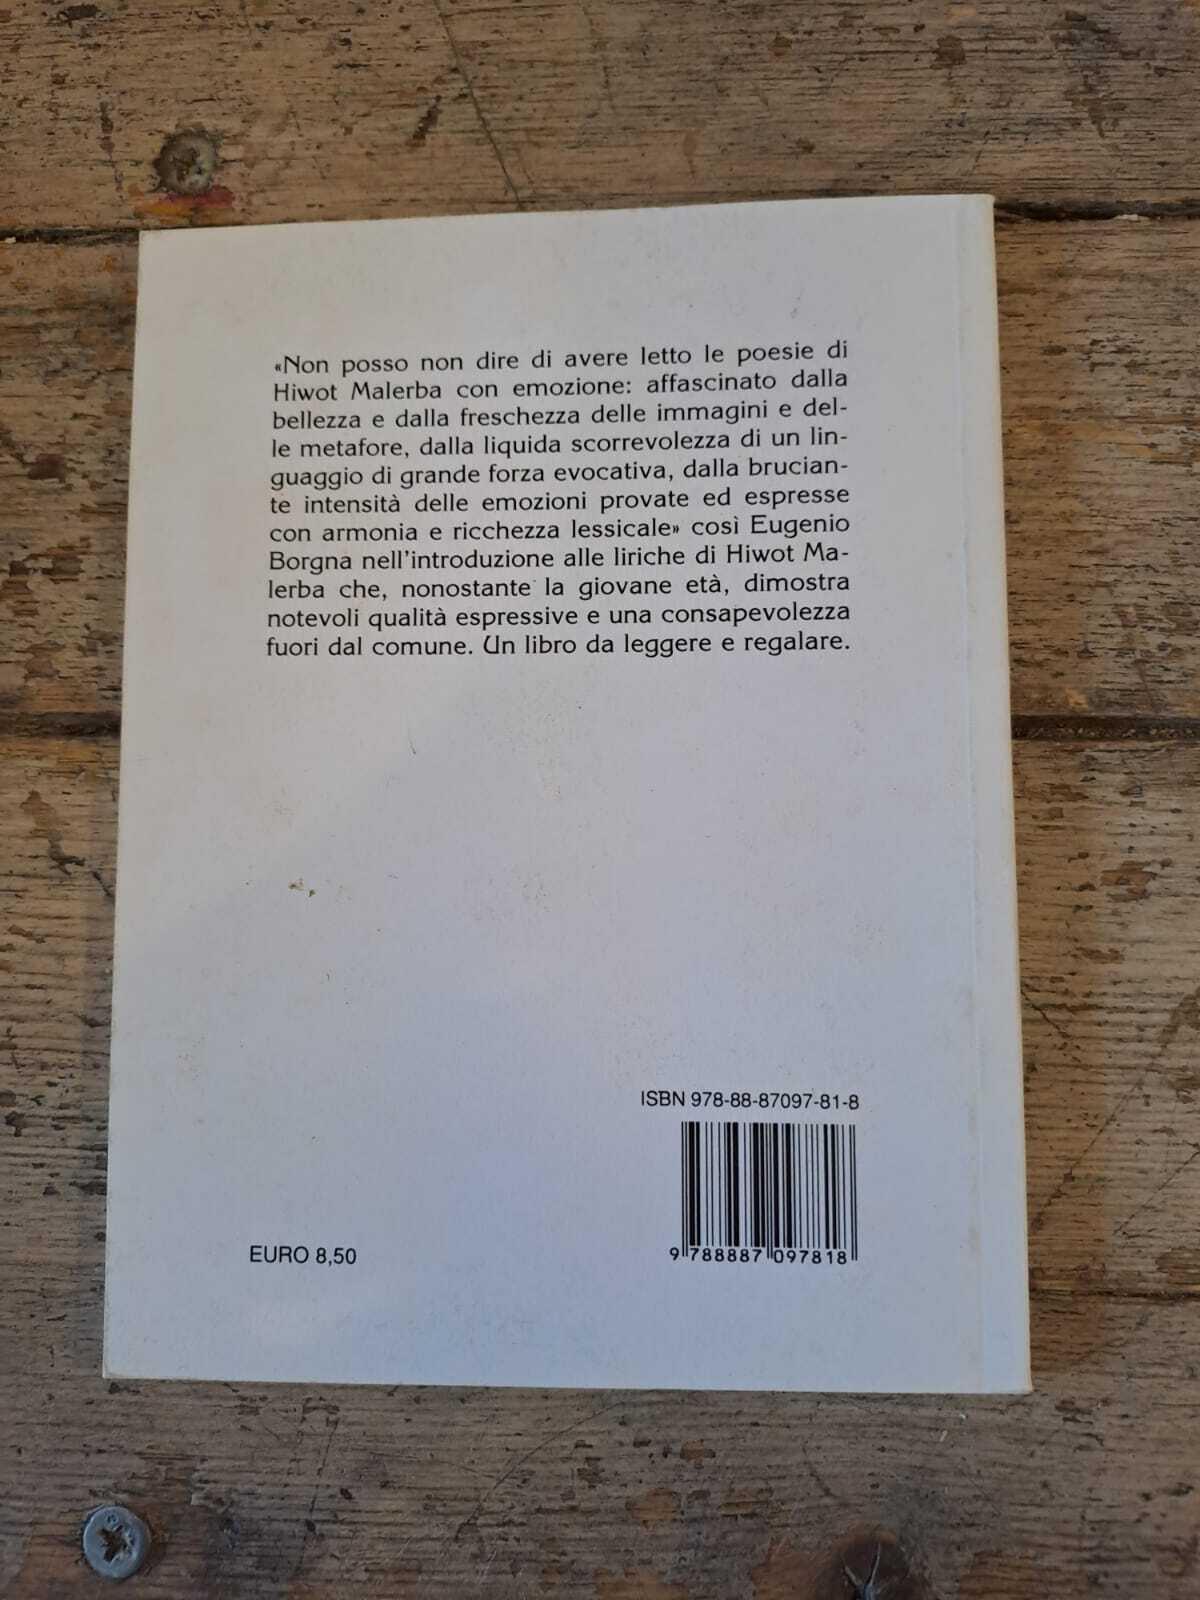 «Non posso non dire di avere letto le poesie di
Hiwot Malerba con emozione: affascinato dalla
bellezza e dalla freschezza delle immagini e del-
le metafore, dalla liquida scorrevolezza di un lin-
guaggio di grande forza evocativa, dalla brucian-
te intensità delle emozioni provate ed espresse
con armonia e ricchezza lessicale» così Eugenio
Borgna nell'introduzione alle liriche di Hiwot Ma-
lerba che, nonostante la giovane età, dimostra
notevoli qualità espressive e una consapevolezza
fuori dal comune. Un libro da leggere e regalare.
ISBN 978-88-87097-81-8
9 788887 097818
EURO 8,50